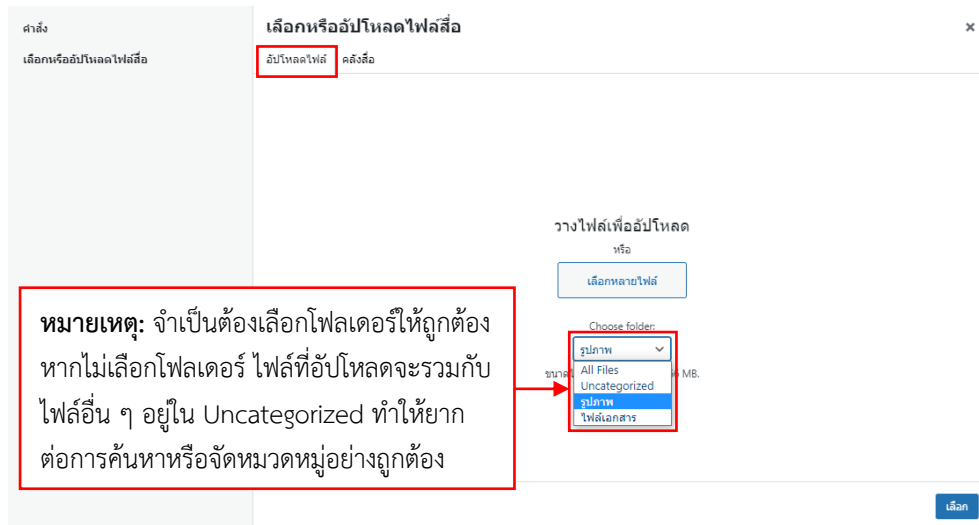 คำสั่ง
เลือกหรืออัปโหลดไฟล์สื่อ
เลือกหรืออัปโหลดไฟล์สื่อ
×
อัปโหลดไฟล์ คลังสื่อ
วางไฟล์เพื่ออัปโหลด
หรือ
เลือกหลายไฟล์
Choose folder:
รูปภาพ
All Files
Uncategorized
รูปภาพ
ไฟล์เอกสาร
MB.
หมายเหตุ: จำเป็นต้องเลือกโฟลเดอร์ให้ถูกต้อง
หากไม่เลือกโฟลเดอร์ ไฟล์ที่อัปโหลดจะรวมกับ
ไฟล์อื่น ๆ อยู่ใน Uncategorized ทำให้ยาก
ต่อการค้นหาหรือจัดหมวดหมู่อย่างถูกต้อง
เลือก